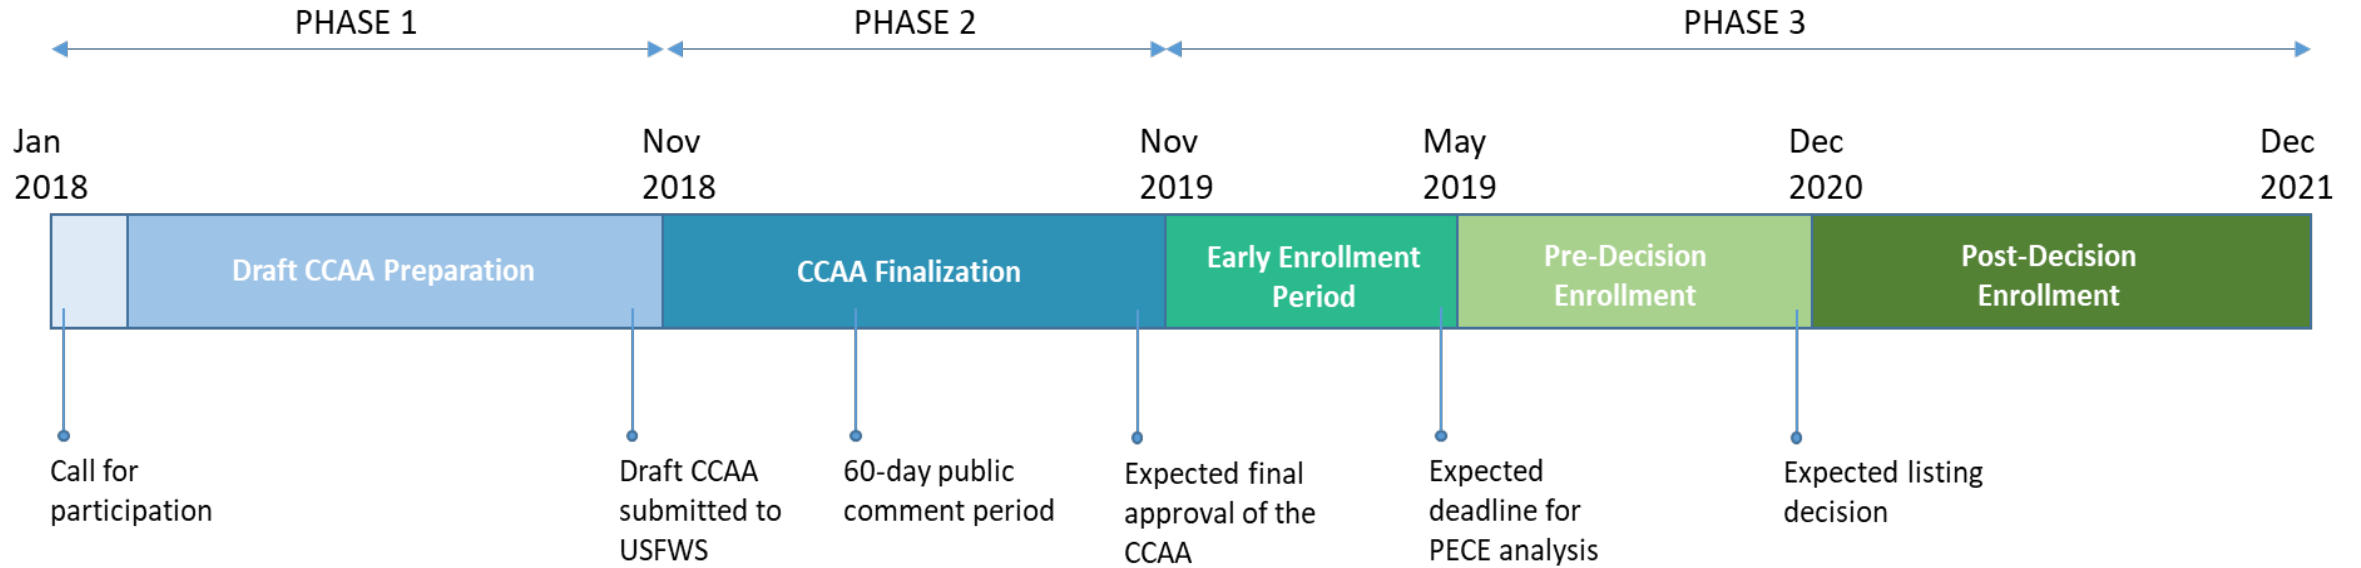 PHASE 1
PHASE 2
PHASE 3
Jan
2018
Nov
2018
Nov
2019
May
2019
Dec
2020
Dec
2021
Draft CCAA Preparation
CCAA Finalization
Early Enrollment
Period
Pre-Decision
Enrollment
Post-Decision
Enrollment
Call for
participation
Draft CCAA
submitted to
USFWS
60-day public
comment period
Expected final
approval of the
CCAA
Expected
deadline for
PECE analysis
Expected listing
decision